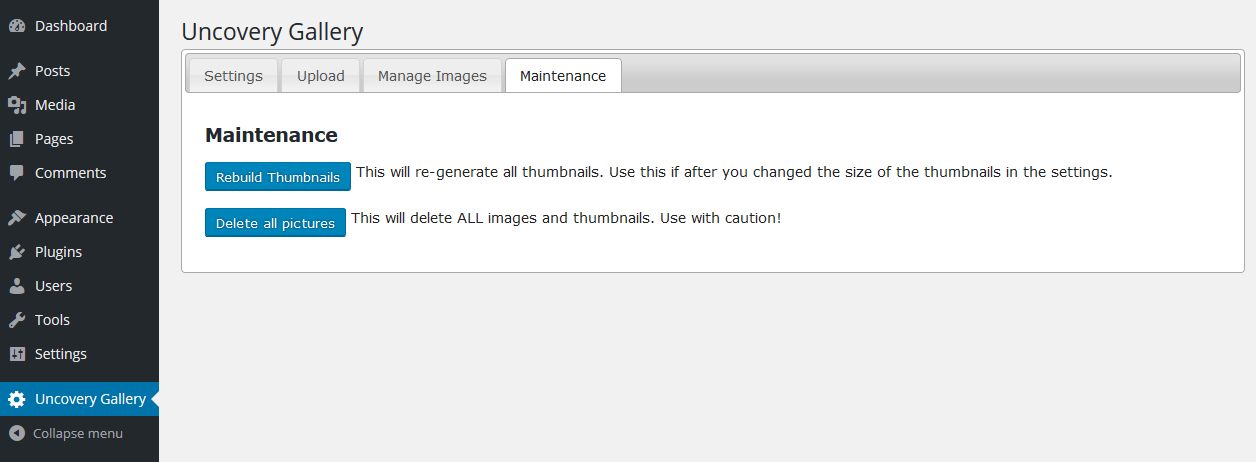 Dashboard
Posts
Media
Pages
Comments
Appearance
Plugins
Users
Tools
Settings
Uncovery Gallery
Collapse menu
Uncovery Gallery
Settings Upload Manage Images Maintenance
Maintenance
Rebuild Thumbnails This will re-generate all thumbnails. Use this if after you changed the size of the thumbnails in the settings.
Delete all pictures This will delete ALL images and thumbnails. Use with caution!